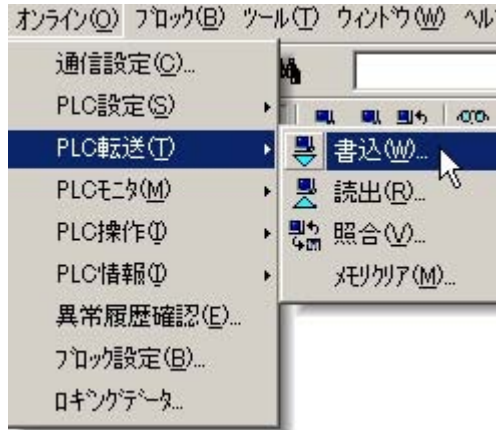 オンライン(O) ブロック(B) ツール(T) ウィンドウ(W) ヘル
通信設定(C)...
PLC設定(S)
PLC転送(T)
書込(W)...
読出(R)...
照合(V)...
メモリクリア(M)...
PLCモニタ(M)
PLC操作(I)
PLC情報(I)
異常履歴確認(E)...
ブロック設定(B)...
ロギングデータ...